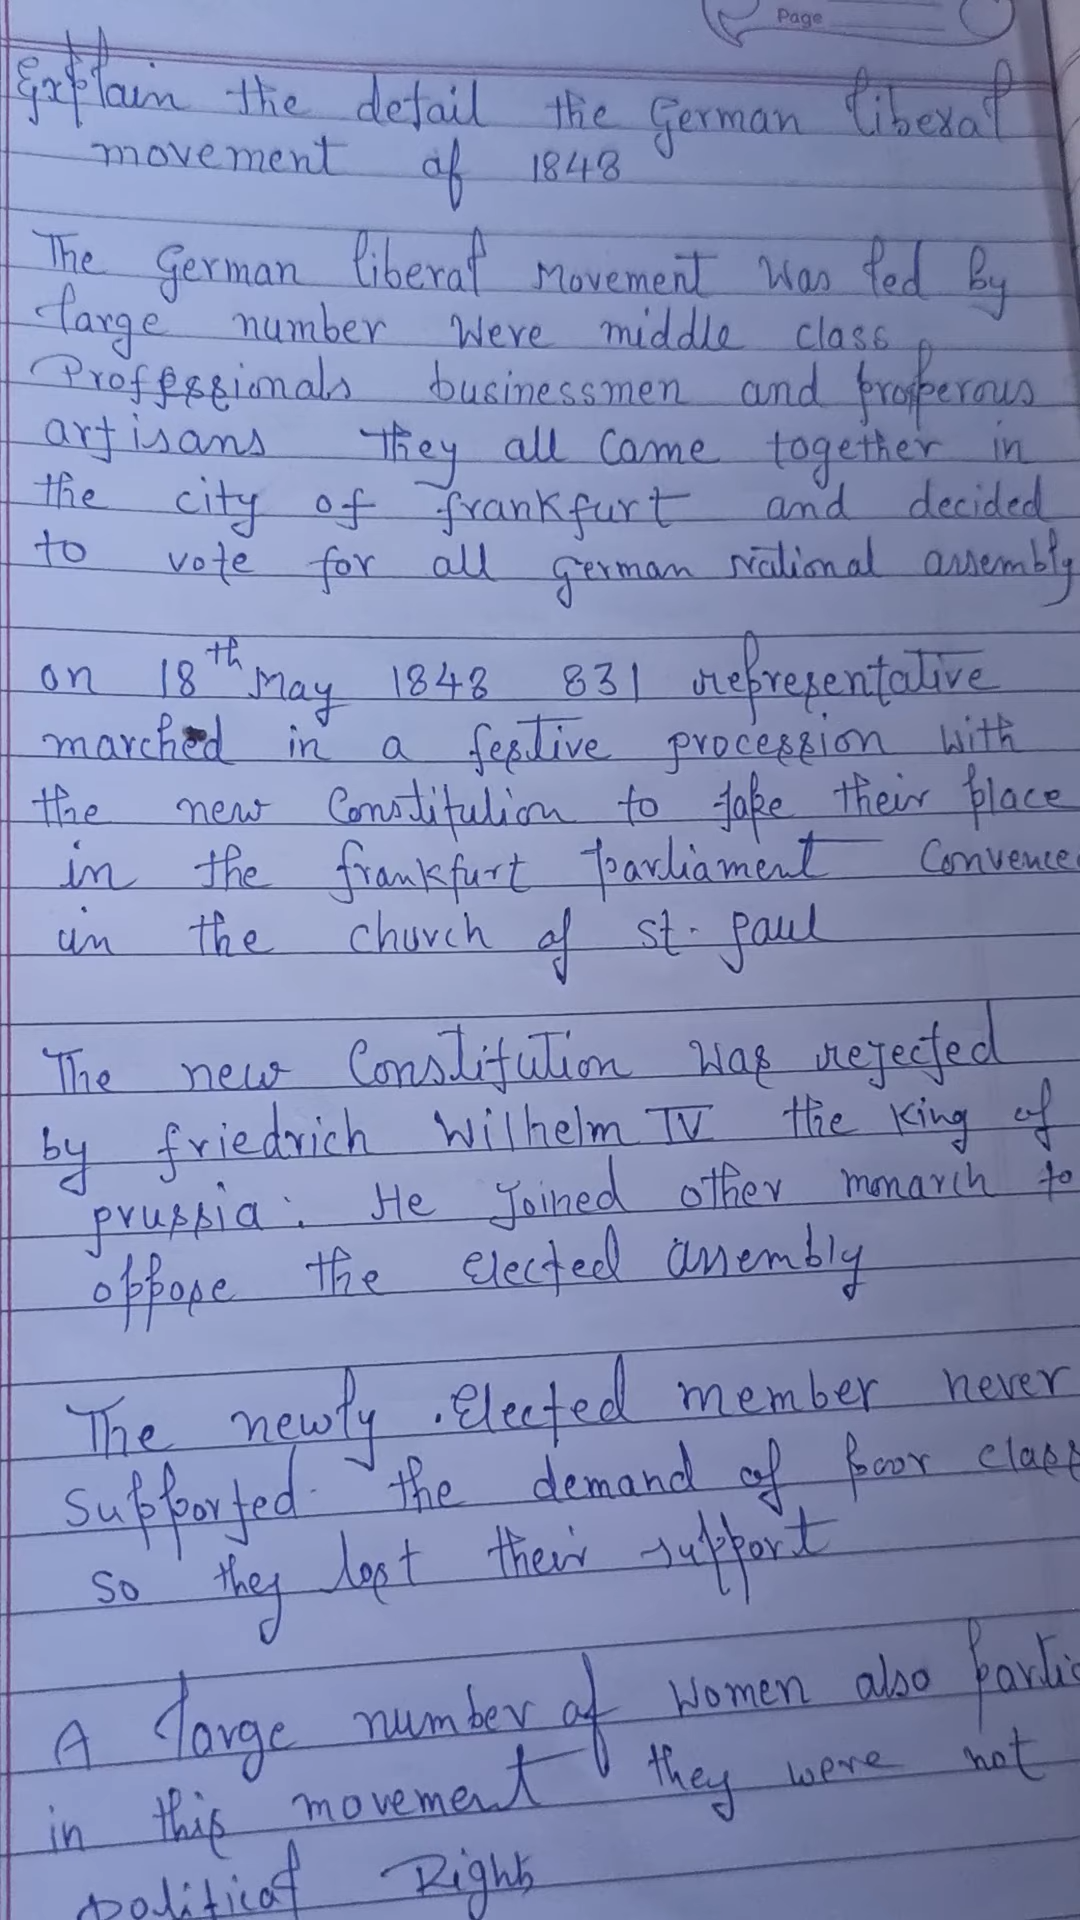 Page
Explain the detail the German liberal
movement of 1848
The German liberal Movement was led by
large number were middle class
Professionals businessmen and prosperous
artisans They all Come together in
the city of frankfurt and decided
to vote for all german National assembly
on 18th May 1848 831 representative
marched in a festive procession with
the new Constitution to take their place
in the frankfurt Parliament Convence
in the church of st. paul
The new Constitution was rejected
by friedrich wilhelm IV the king of
prussia. He joined other monarch to
oppose the elected assembly
The newly Elected member never
supported the demand of poor class
so they lost their support
A large number of women also partic
in this movement they were not
political Rights